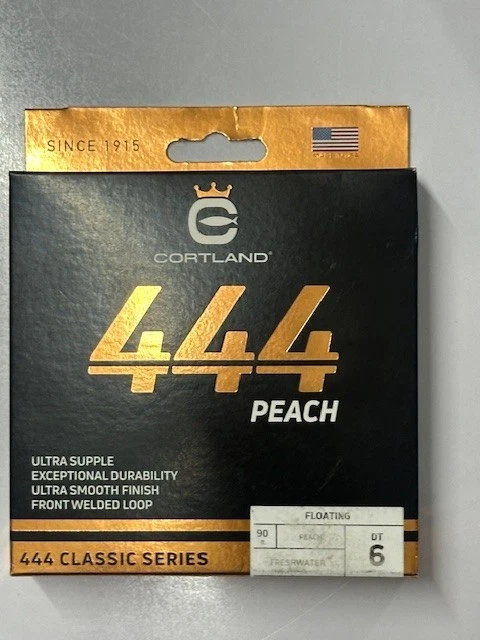 SINCE 1915
CORTLAND®
444
PEACH
ULTRA SUPPLE
EXCEPTIONAL DURABILITY
ULTRA SMOOTH FINISH
FRONT WELDED LOOP
444 CLASSIC SERIES
FLOATING
90
PEACH
FRESHWATER
DT
6